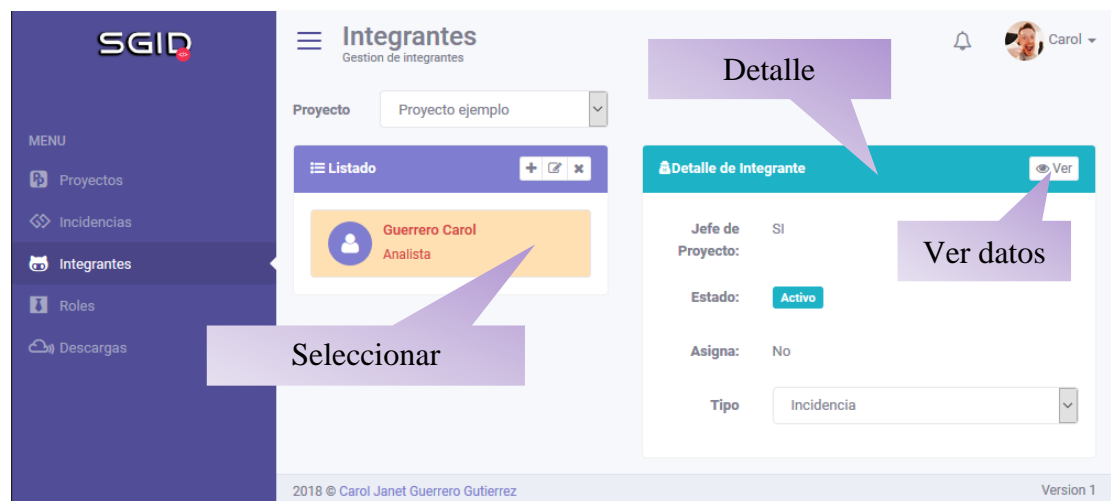 SGID
Integrantes
Gestion de integrantes
Carol
Detalle
Proyecto
Proyecto ejemplo
MENU
Proyectos
Incidencias
Integrantes
Roles
Descargas
Listado
Guerrero Carol
Analista
Seleccionar
Detalle de Integrante
Ver
Jefe de
Proyecto:
SI
Ver datos
Estado:
Activo
Asigna:
No
Tipo
Incidencia
2018 © Carol Janet Guerrero Gutierrez
Version 1